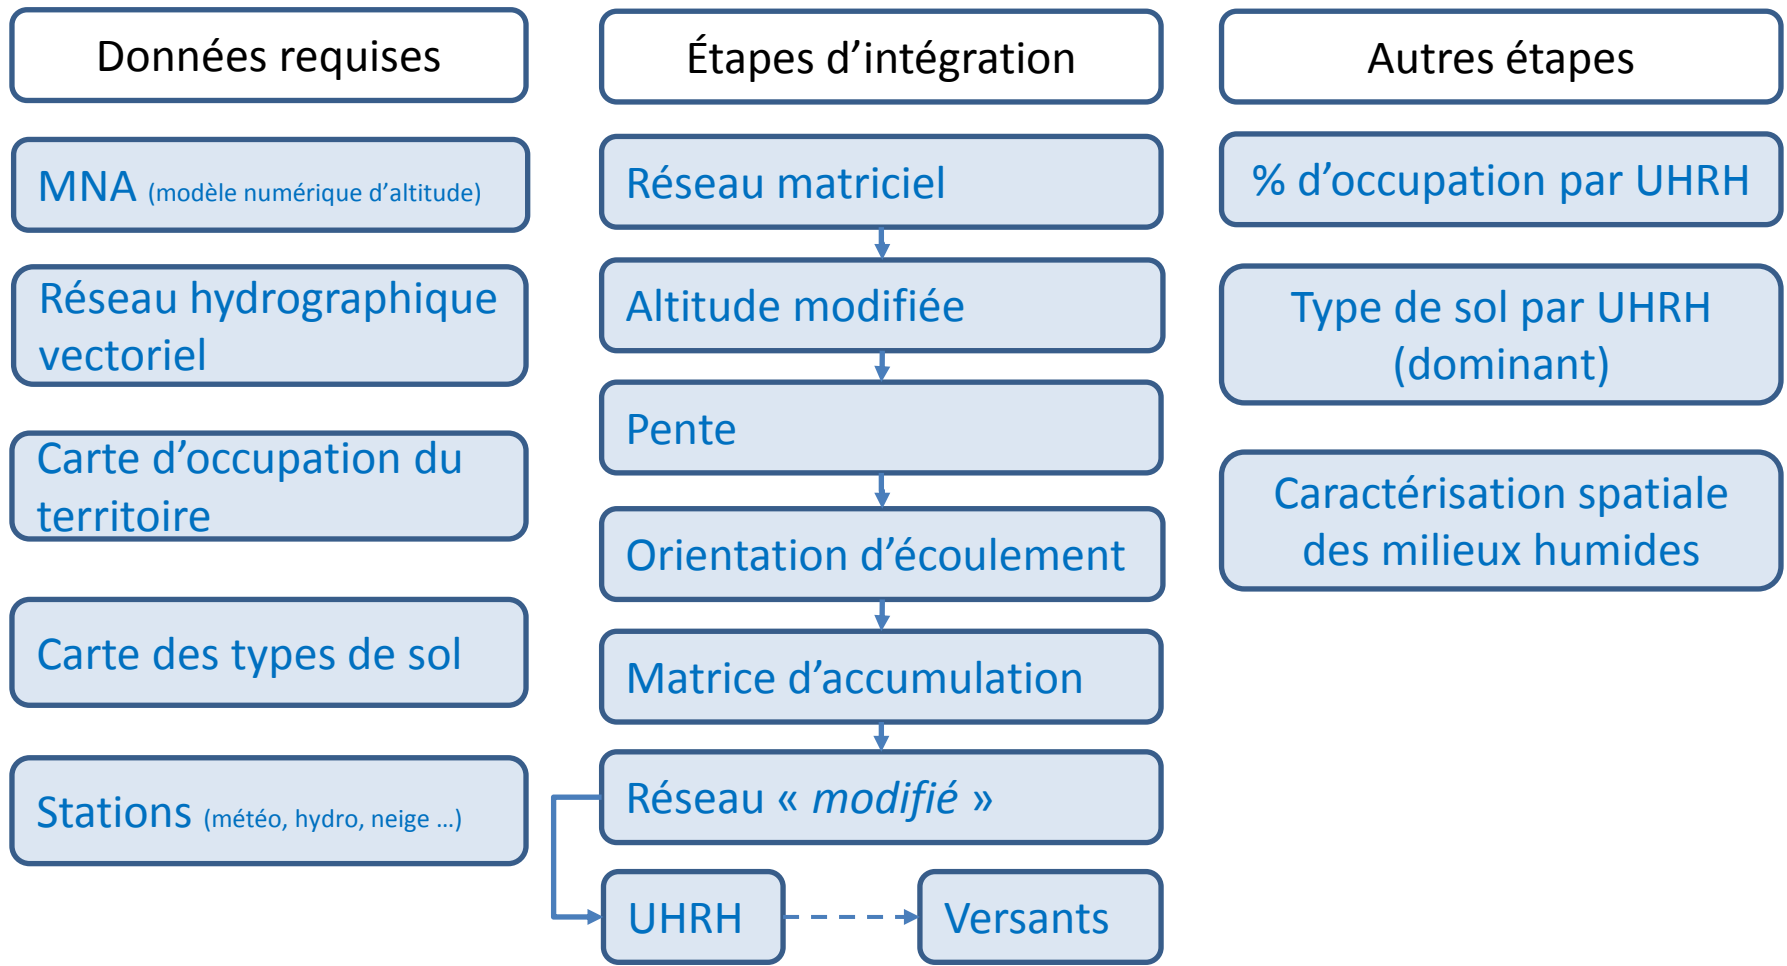 Données requises
MNA (modèle numérique d’altitude)
Réseau hydrographique
vectoriel
Carte d’occupation du
territoire
Carte des types de sol
Stations (météo, hydro, neige …)
Étapes d’intégration
Réseau matriciel
Altitude modifiée
Pente
Orientation d’écoulement
Matrice d’accumulation
Réseau « modifié »
UHRH
Versants
Autres étapes
% d’occupation par UHRH
Type de sol par UHRH
(dominant)
Caractérisation spatiale
des milieux humides